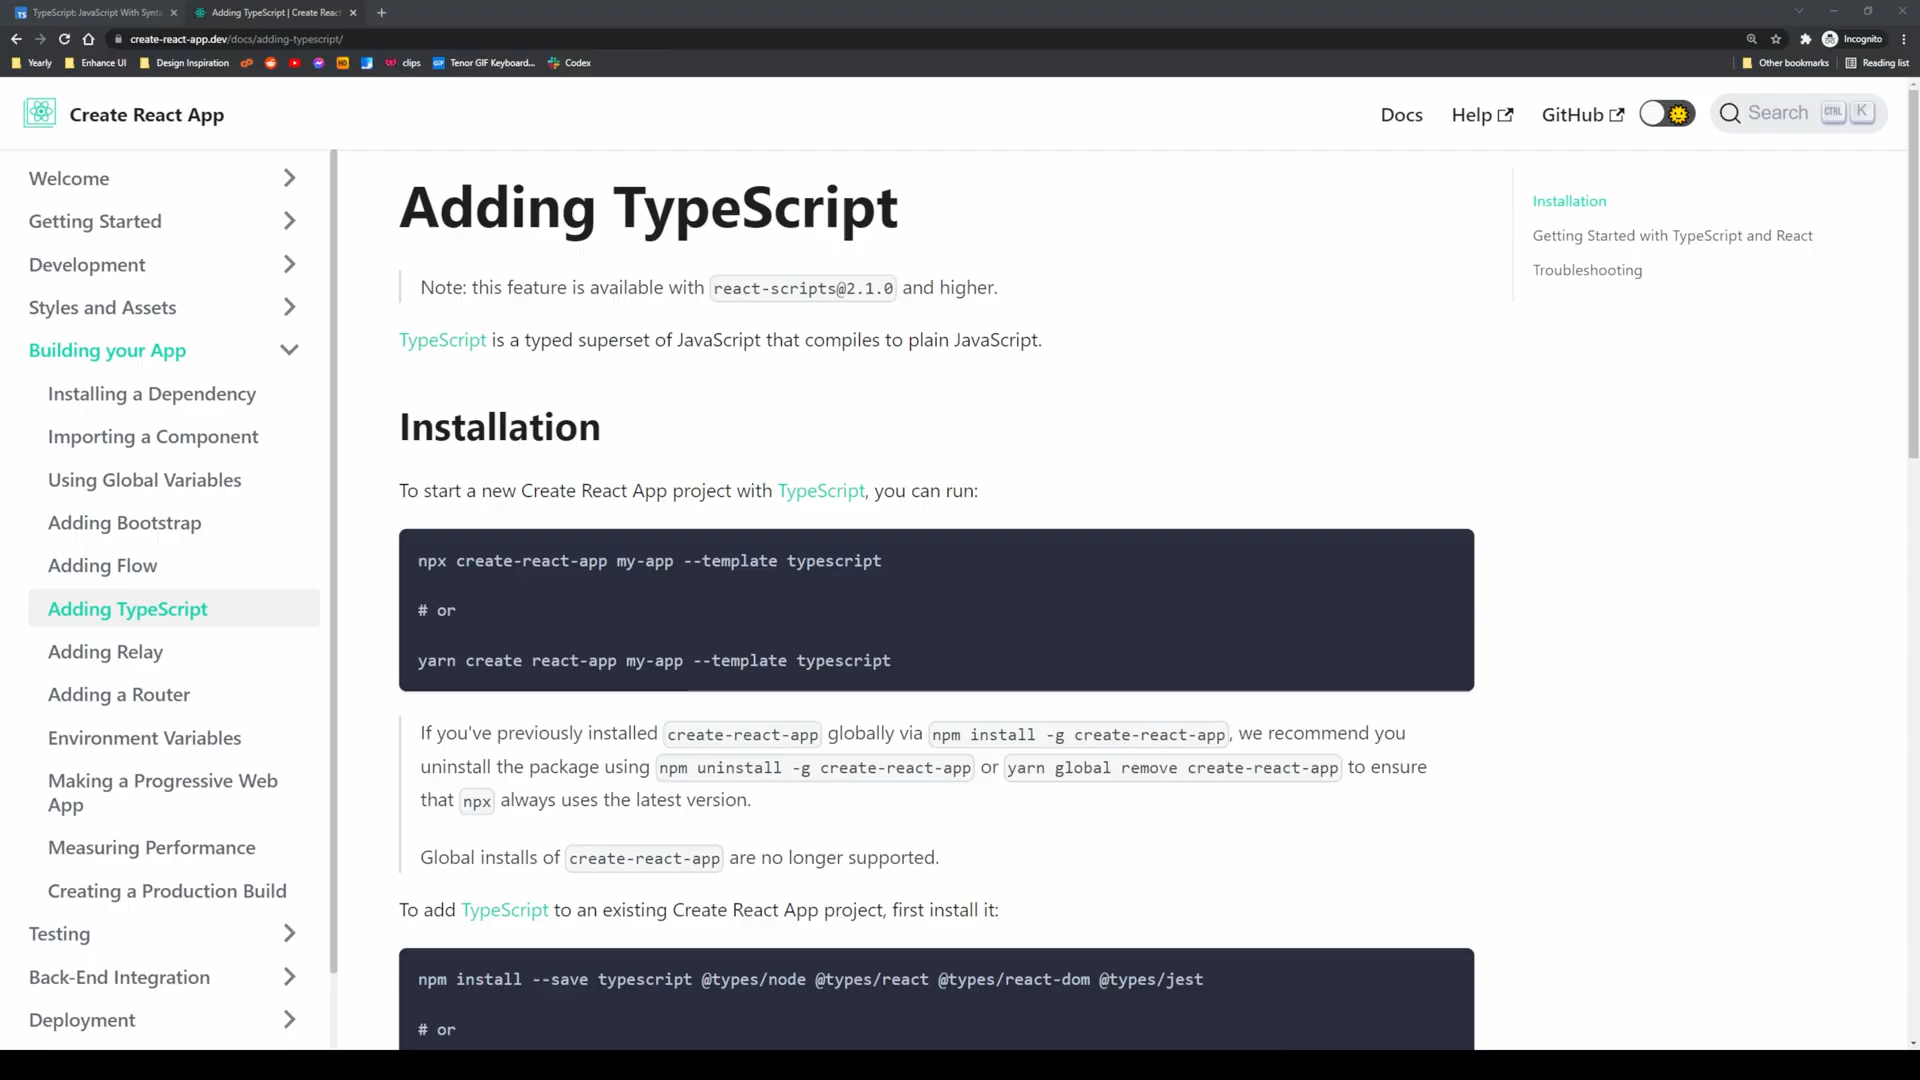 TypeScript: JavaScript With Synta
Adding TypeScript | Create React
create-react-app.dev/docs/adding-typescript/
Incognito
Yearly
Enhance UI
Design Inspiration
clips
Tenor GIF Keyboard...
Codex
Other bookmarks
Reading list
Create React App
Docs
Help
GitHub
Search
CTRL
K
Welcome
Getting Started
Development
Styles and Assets
Building your App
Installing a Dependency
Importing a Component
Using Global Variables
Adding Bootstrap
Adding Flow
Adding TypeScript
Adding Relay
Adding a Router
Environment Variables
Making a Progressive Web
App
Measuring Performance
Creating a Production Build
Testing
Back-End Integration
Deployment
Adding TypeScript
Note: this feature is available with react-scripts@2.1.0 and higher.
TypeScript is a typed superset of JavaScript that compiles to plain JavaScript.
Installation
To start a new Create React App project with TypeScript, you can run:
npx create-react-app my-app --template typescript
# or
yarn create react-app my-app --template typescript
If you've previously installed create-react-app globally via npm install -g create-react-app, we recommend you
uninstall the package using npm uninstall -g create-react-app or yarn global remove create-react-app to ensure
that npx always uses the latest version.
Global installs of create-react-app are no longer supported.
To add TypeScript to an existing Create React App project, first install it:
npm install --save typescript @types/node @types/react @types/react-dom @types/jest
# or
Installation
Getting Started with TypeScript and React
Troubleshooting